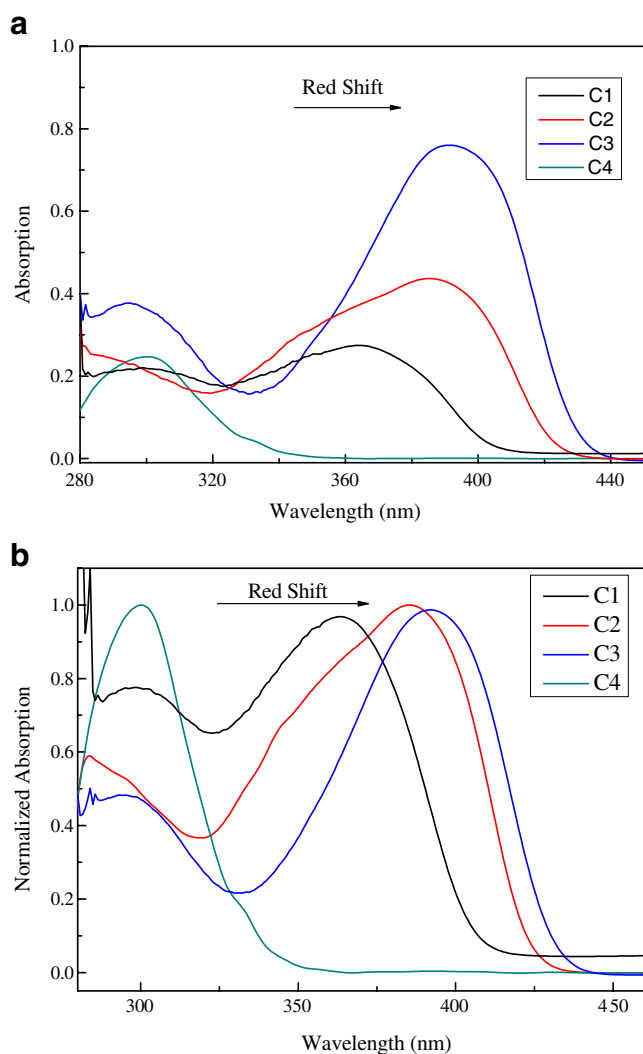 a
1.0
0.8
0.6
0.4
0.2
0.0
Absorption
Red Shift
C1
C2
C3
C4
280 320 360 400 440
Wavelength (nm)
b
1.0
0.8
0.6
0.4
0.2
0.0
Normalized Absorption
Red Shift
C1
C2
C3
C4
300 350 400 450
Wavelength (nm)